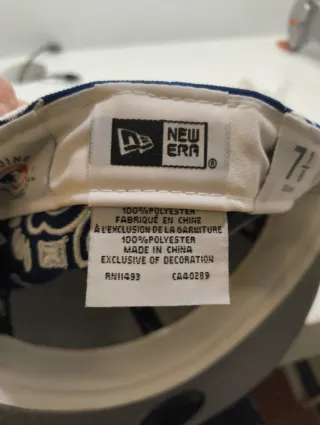 NEW
ERA
®
7
100%POLYESTER
FABRIQUÉ EN CHINE
À L'EXCLUSION DE LA GARNITURE
100%POLYESTER
MADE IN CHINA
EXCLUSIVE OF DECORATION
RN11493 CA40289